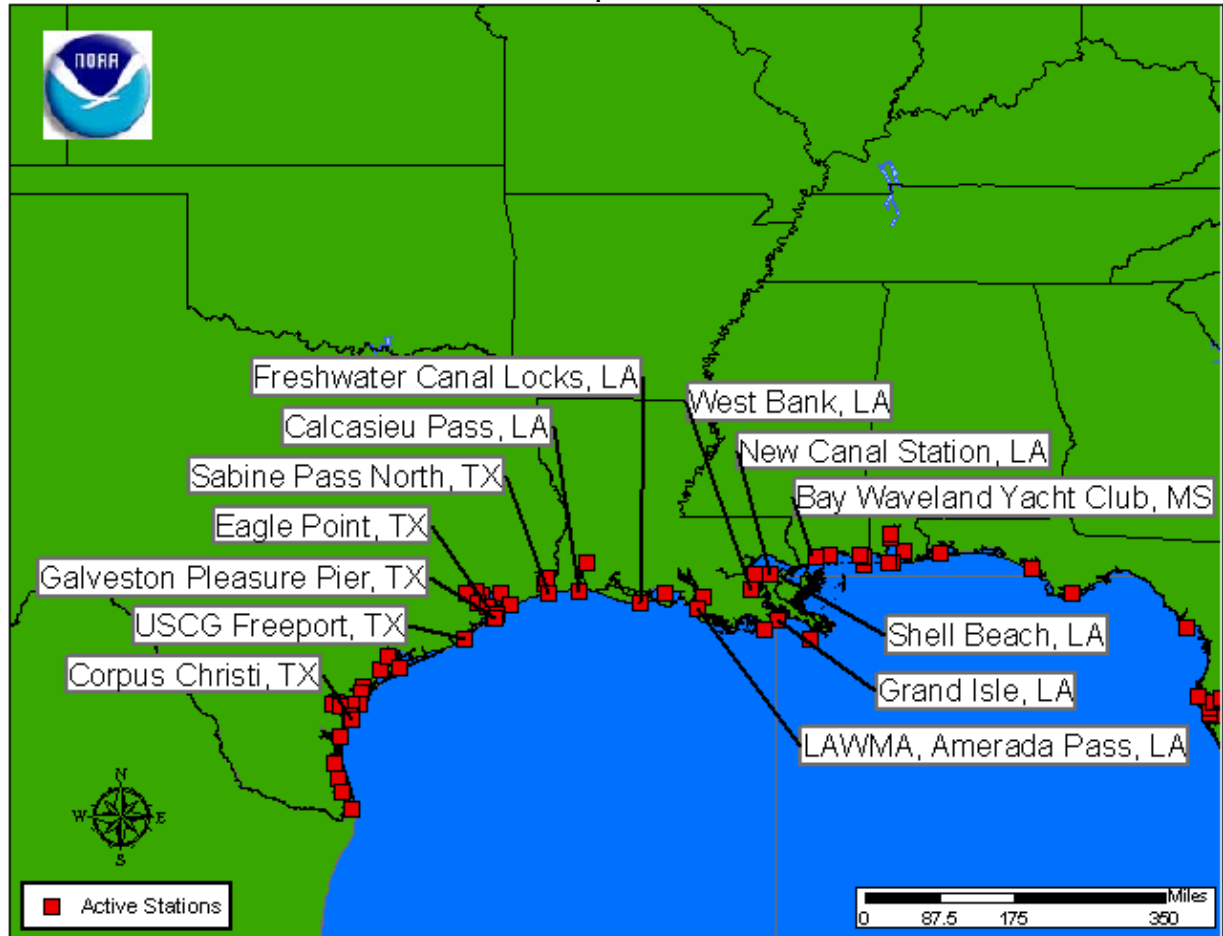 NOAA
Freshwater Canal Locks, LA
West Bank, LA
Calcasieu Pass, LA
New Canal Station, LA
Sabine Pass North, TX
Bay Waveland Yacht Club, MS
Eagle Point, TX
Galveston Pleasure Pier, TX
USCG Freeport, TX
Shell Beach, LA
Corpus Christi, TX
Grand Isle, LA
LAWMA, Amerada Pass, LA
N
W E
S
Active Stations
Miles
0 87.5 175 350